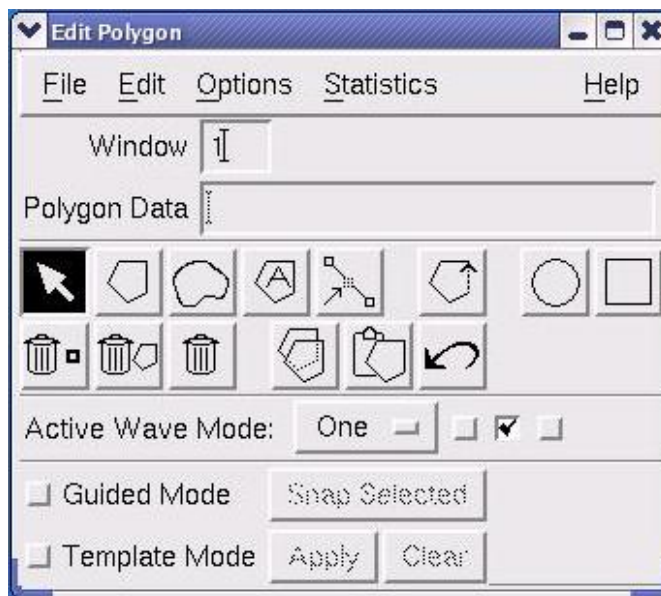 Edit Polygon
File Edit Options Statistics Help
Window 1
Polygon Data
A
Active Wave Mode: One
Guided Mode Snap Selected
Template Mode Apply Clear